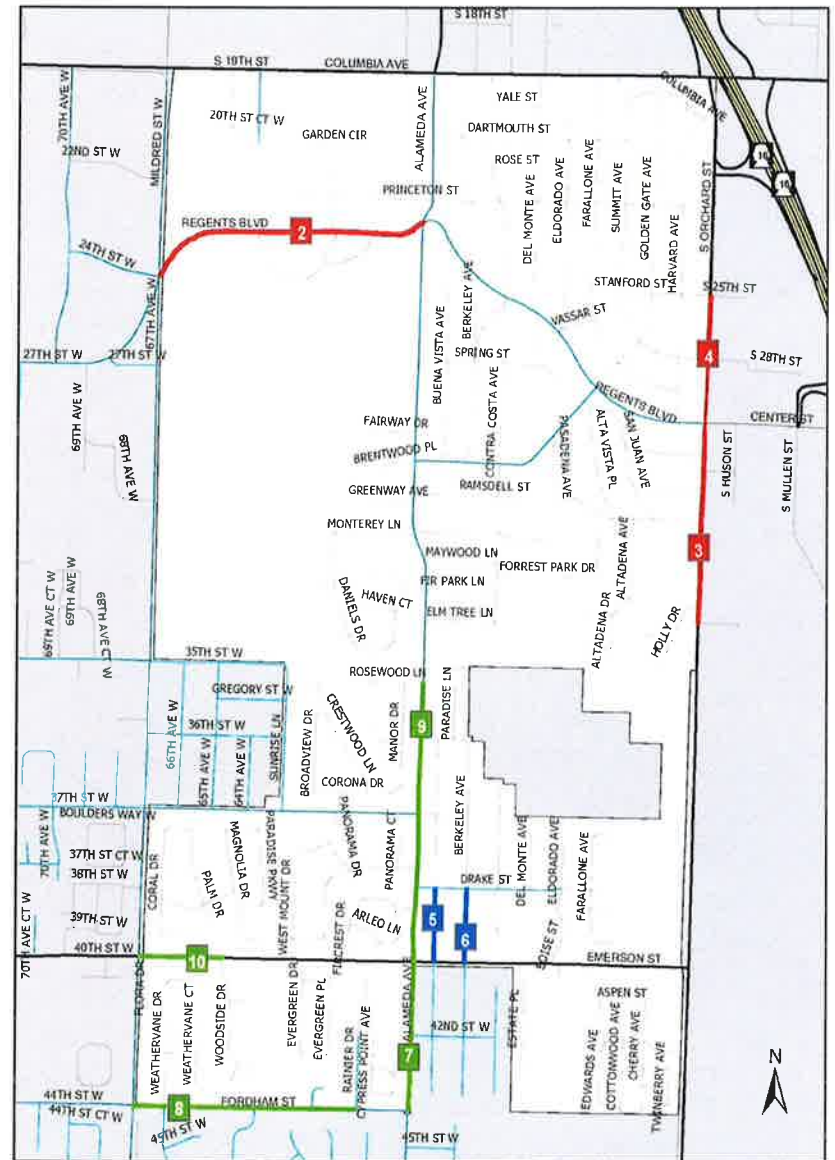 S 18TH ST
S 19TH ST
COLUMBIA AVE
COLUMBIA AVE
70TH AVE W
MILDRED ST W
20TH ST CT W
ALAMEDA AVE
YALE ST
22ND ST W
GARDEN CIR
DARTMOUTH ST
ROSE ST
16
16
PRINCETON ST
DEL MONTE AVE
ELDORADO AVE
FARALLONE AVE
SUMMIT AVE
GOLDEN GATE AVE
HARVARD AVE
S ORCHARD ST
REGENTS BLVD
2
24TH ST W
67TH AVE W
BERKELEY AVE
STANFORD ST
S 25TH ST
VASSAR ST
27TH ST W
27TH ST W
BUENA VISTA AVE
SPRING ST
4
S 28TH ST
CONTRA COSTA AVE
REGENTS BLVD
CENTER ST
69TH AVE W
68TH AVE W
FAIRWAY DR
BRENTWOOD PL
PASADENA AVE
ALTA VISTA PL
SAN JUAN AVE
S HUSON ST
S MULLEN ST
GREENWAY AVE
RAMSDELL ST
MONTEREY LN
MAYWOOD LN
FORREST PARK DR
ALTADENA AVE
3
69TH AVE CT W
69TH AVE W
68TH AVE CT W
DANIELS DR
HAVEN CT
FIR PARK LN
ELM TREE LN
ALTADENA DR
HOLLY DR
35TH ST W
ROSEWOOD LN
GREGORY ST W
66TH AVE W
36TH ST W
65TH AVE W
64TH AVE W
SUNRISE LN
BROADVIEW DR
CRESTWOOD LN
MANOR DR
9
PARADISE LN
CORONA DR
37TH ST W
BOULDERS WAY W
70TH AVE W
37TH ST CT W
38TH ST W
CORAL DR
PALM DR
MAGNOLIA DR
PARADISE PKWY
WEST MOUNT DR
PANORAMA DR
PANORAMA CT
BERKELEY AVE
DEL MONTE AVE
ELDORADO AVE
FARALLONE AVE
DRAKE ST
70TH AVE CT W
39TH ST W
FIRCREST DR
ARLEO LN
5
6
BOISE ST
40TH ST W
10
EMERSON ST
FLORA DR
WEATHERVANE DR
WEATHERVANE CT
WOODSIDE DR
EVERGREEN DR
EVERGREEN PL
RAINIER DR
CYPRESS POINT AVE
ALAMEDA AVE
7
42ND ST W
ESTATE PL
ASPEN ST
EDWARDS AVE
COTTONWOOD AVE
CHERRY AVE
TWINBERRY AVE
N
44TH ST W
44TH ST CT W
8
FORDHAM ST
45TH ST W
45TH ST W